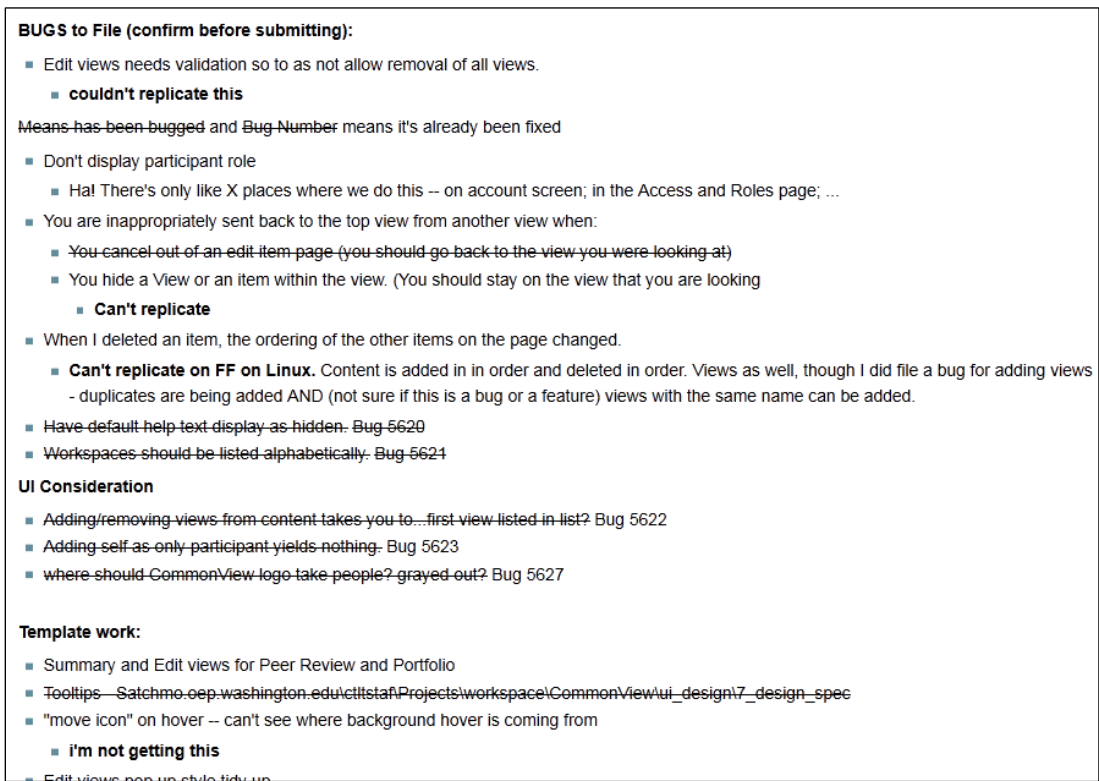 BUGS to File (confirm before submitting):
Edit views needs validation so to as not allow removal of all views.
couldn't replicate this
Means has been bugged and Bug Number means it's already been fixed
Don't display participant role
Ha! There's only like X places where we do this -- on account screen; in the Access and Roles page; ...
You are inappropriately sent back to the top view from another view when:
You cancel out of an edit item page (you should go back to the view you were looking at)
You hide a View or an item within the view. (You should stay on the view that you are looking
Can't replicate
When I deleted an item, the ordering of the other items on the page changed.
Can't replicate on FF on Linux. Content is added in in order and deleted in order. Views as well, though I did file a bug for adding views
- duplicates are being added AND (not sure if this is a bug or a feature) views with the same name can be added.
Have default help text display as hidden. Bug 5620
Workspaces should be listed alphabetically. Bug 5621
UI Consideration
Adding/removing views from content takes you to...first view listed in list? Bug 5622
Adding self as only participant yields nothing. Bug 5623
where should CommonView logo take people? grayed out? Bug 5627
Template work:
Summary and Edit views for Peer Review and Portfolio
Tooltips - Satchmo.oep.washington.edu\ctltstaf\Projects\workspace\CommonView\ui_design\7_design_spec
"move icon" on hover -- can't see where background hover is coming from
i'm not getting this
Edit views pop up style tidy up